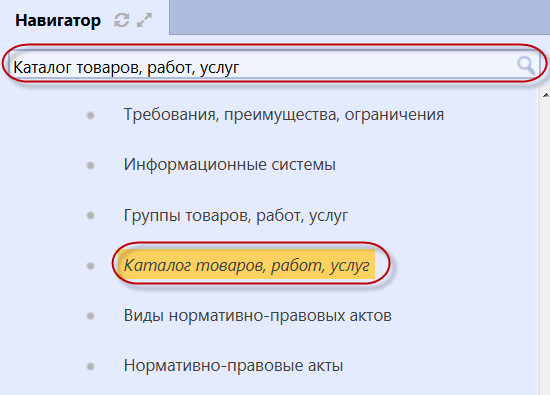 Навигатор
Каталог товаров, работ, услуг
Требования, преимущества, ограничения
Информационные системы
Группы товаров, работ, услуг
Каталог товаров, работ, услуг
Виды нормативно-правовых актов
Нормативно-правовые акты